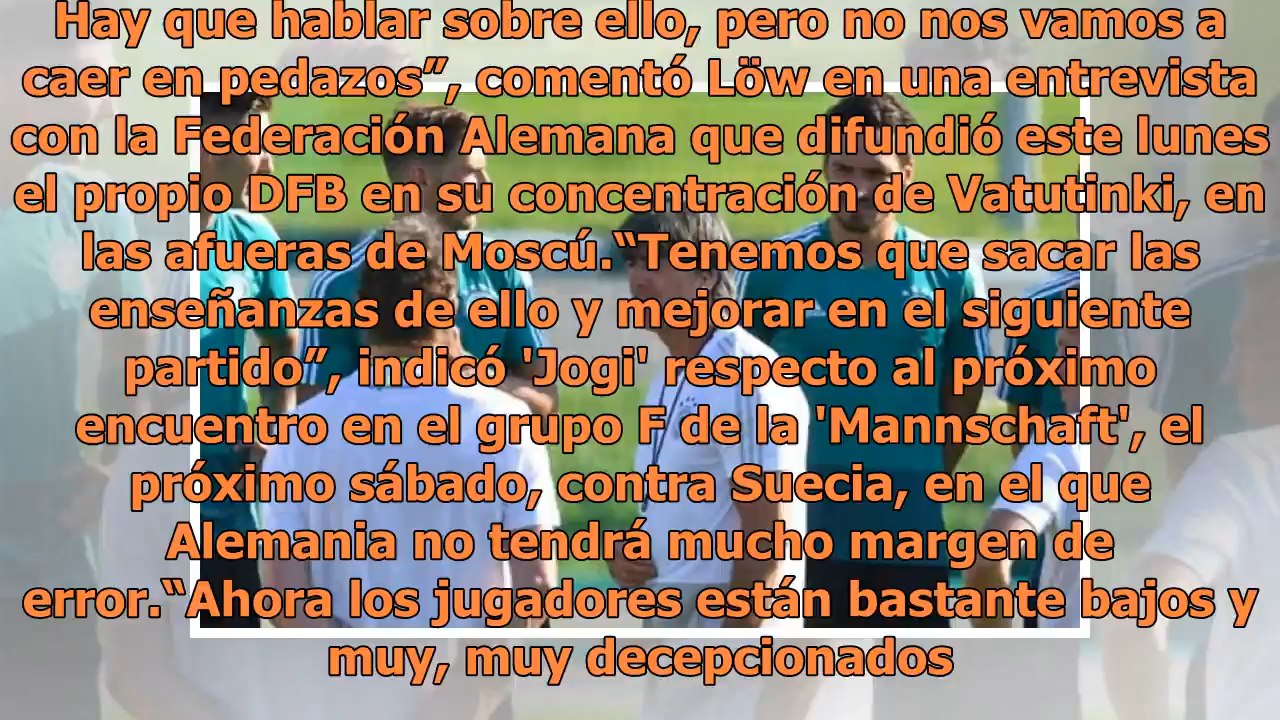 Hay que hablar sobre ello, pero no nos vamos a
caer en pedazos”, comentó Löw en una entrevista
con la Federación Alemana que difundió este lunes
el propio DFB en su concentración de Vatutinki, en
las afueras de Moscú.“Tenemos que sacar las
enseñanzas de ello y mejorar en el siguiente
partido”, indicó 'Jogi' respecto al próximo
encuentro en el grupo F de la 'Mannschaft', el
próximo sábado, contra Suecia, en el que
Alemania no tendrá mucho margen de
error.“Ahora los jugadores están bastante bajos y
muy, muy decepcionados